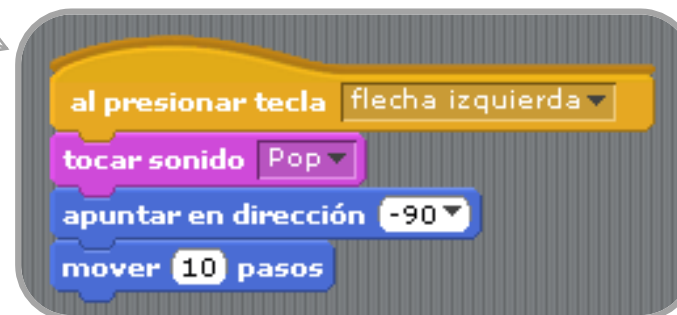 al presionar tecla flecha izquierda
tocar sonido Pop
apuntar en dirección -90
mover 10 pasos